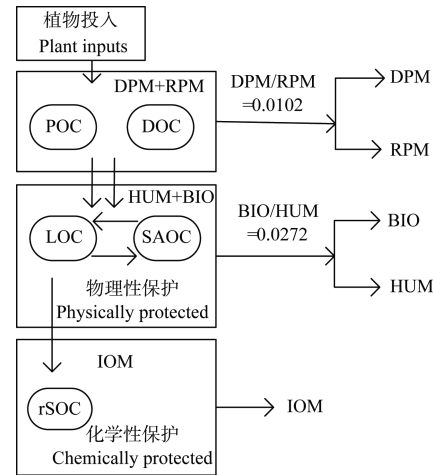 植物投入
Plant inputs
DPM+RPM
POC
DOC
DPM/RPM
=0.0102
DPM
RPM
HUM+BIO
LOC
SAOC
物理性保护
Physically protected
BIO/HUM
=0.0272
BIO
HUM
IOM
rSOC
化学性保护
Chemically protected
IOM